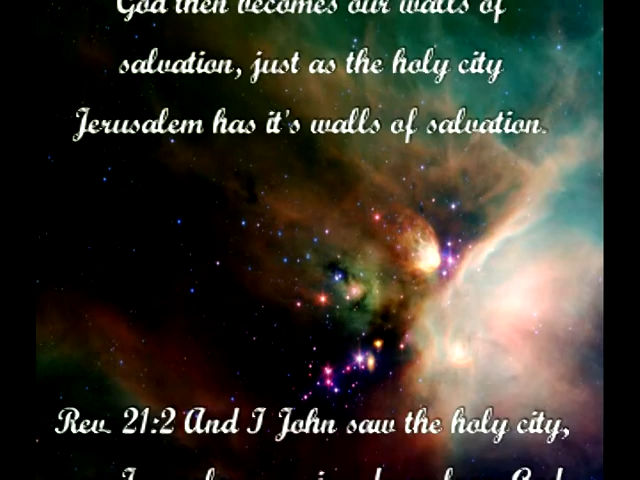 God then becomes our walls of
salvation, just as the holy city
Jerusalem has it's walls of salvation.
Rev. 21:2 And I John saw the holy city,